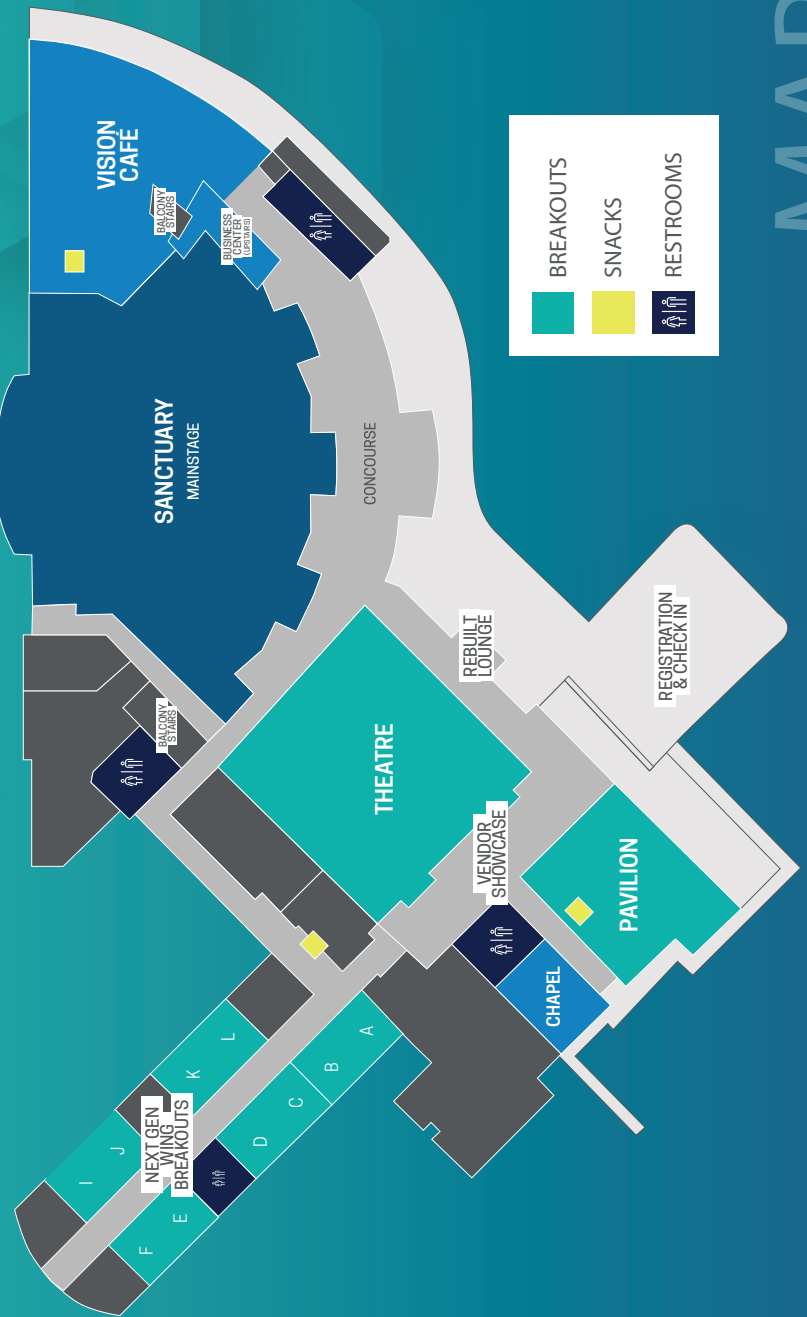 MAP
VISION
CAFÉ
BALCONY
STAIRS
BUSINESS
CENTER
(UPSTAIRS)
SANCTUARY
MAINSTAGE
CONCOURSE
BALCONY
STAIRS
THEATRE
REBUILT
LOUNGE
REGISTRATION
& CHECK IN
VENDOR
SHOWCASE
PAVILION
CHAPEL
NEXT GEN
WING
BREAKOUTS
A
B
C
D
E
F
I
J
K
L
BREAKOUTS
SNACKS
RESTROOMS